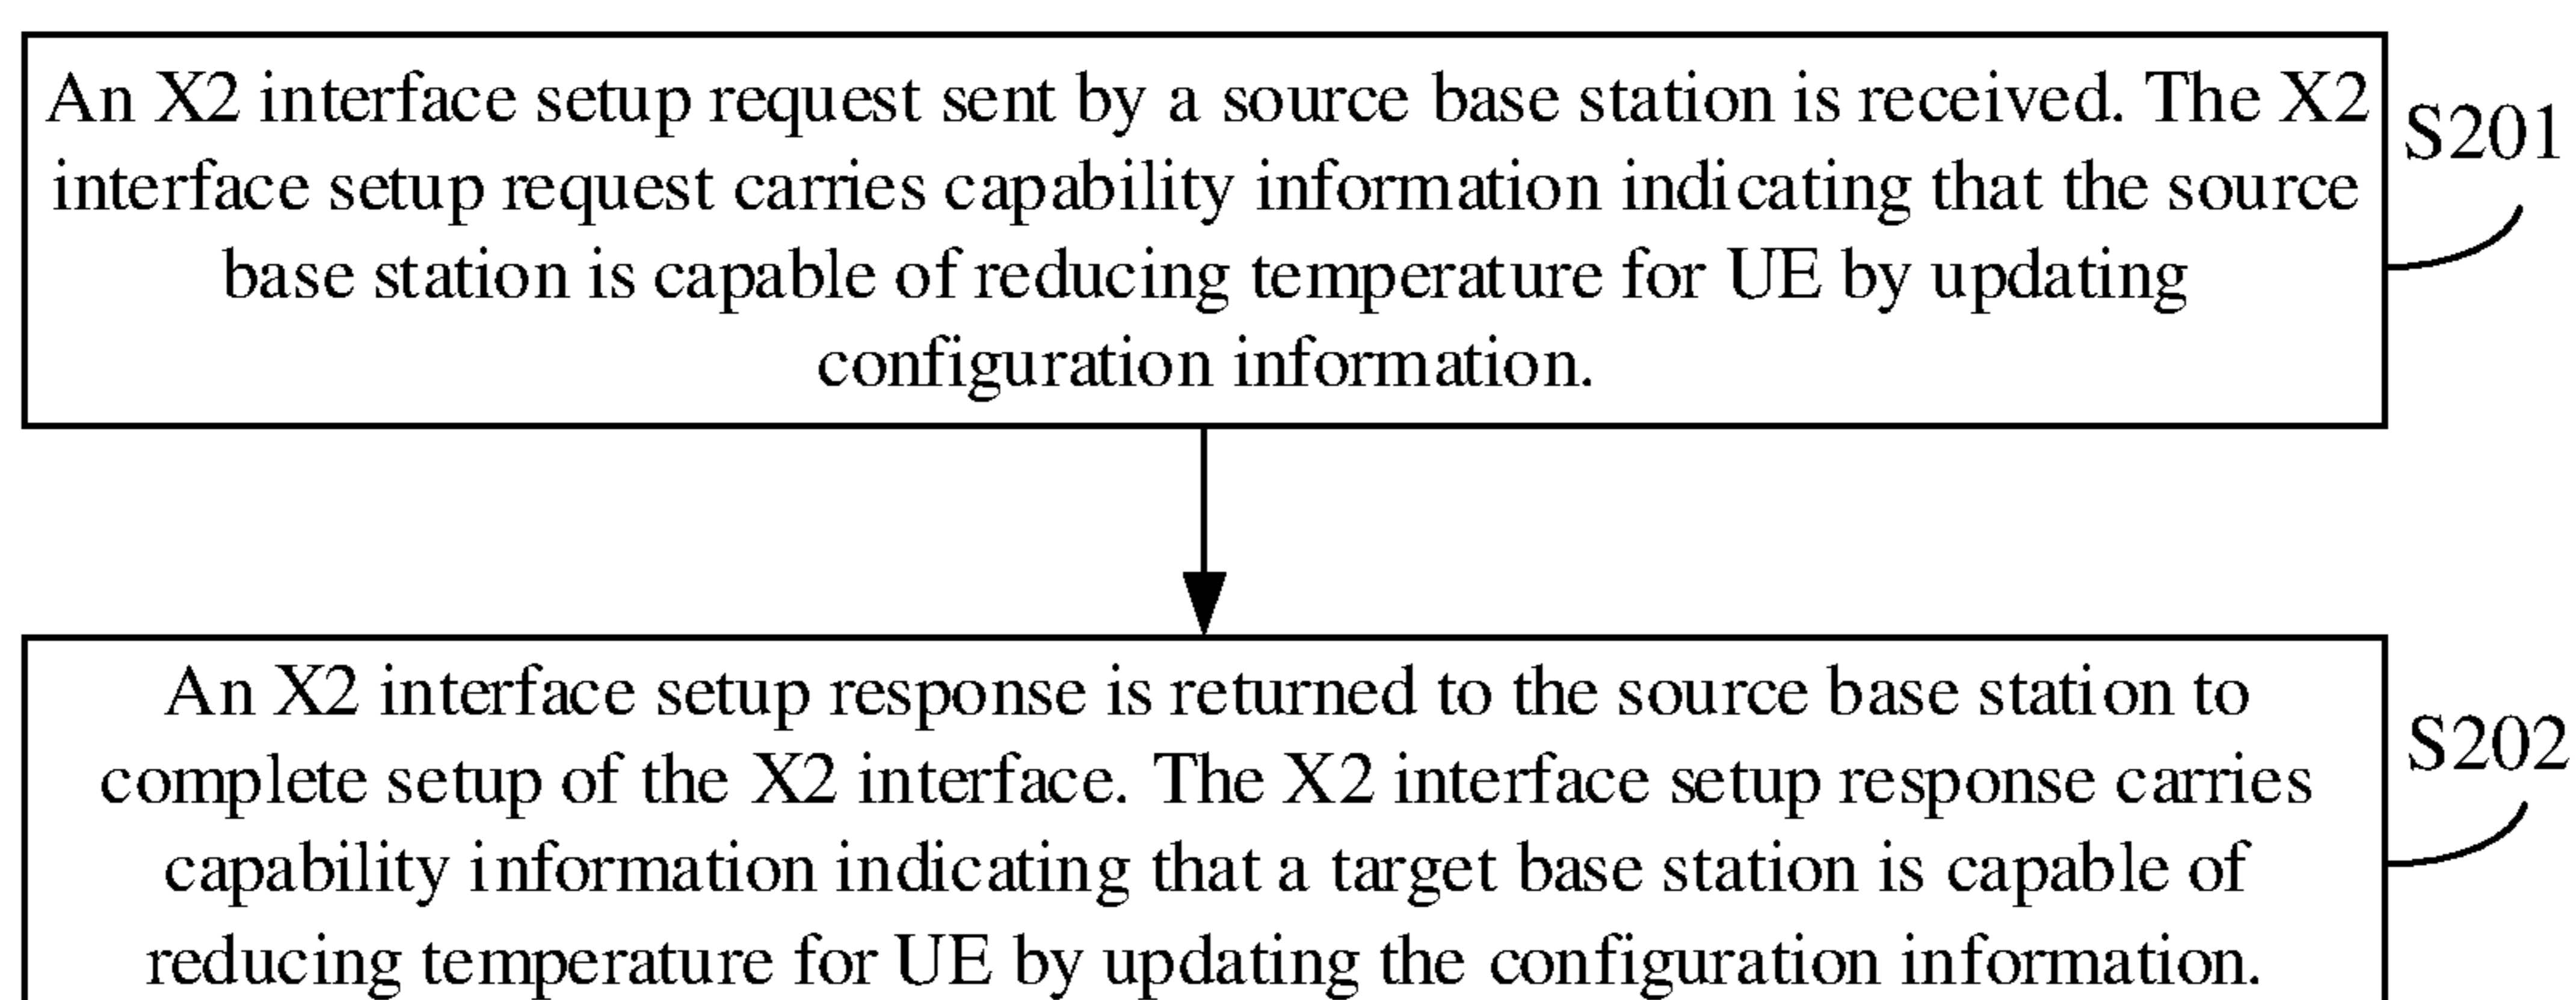 An X2 interface setup request sent by a source base station is received. The X2
interface setup request carries capability information indicating that the source
base station is capable of reducing temperature for UE by updating
configuration information.
S201
An X2 interface setup response is returned to the source base station to
complete setup of the X2 interface. The X2 interface setup response carries
capability information indicating that a target base station is capable of
reducing temperature for UE by updating the configuration information.
S202